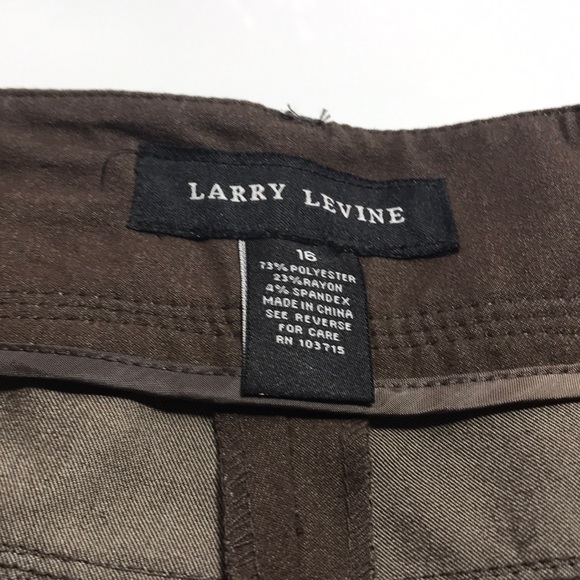 LARRY LEVINE
16
73% POLYESTER
23% RAYON
4% SPANDEX
MADE IN CHINA
SEE REVERSE
FOR CARE
RN 103715